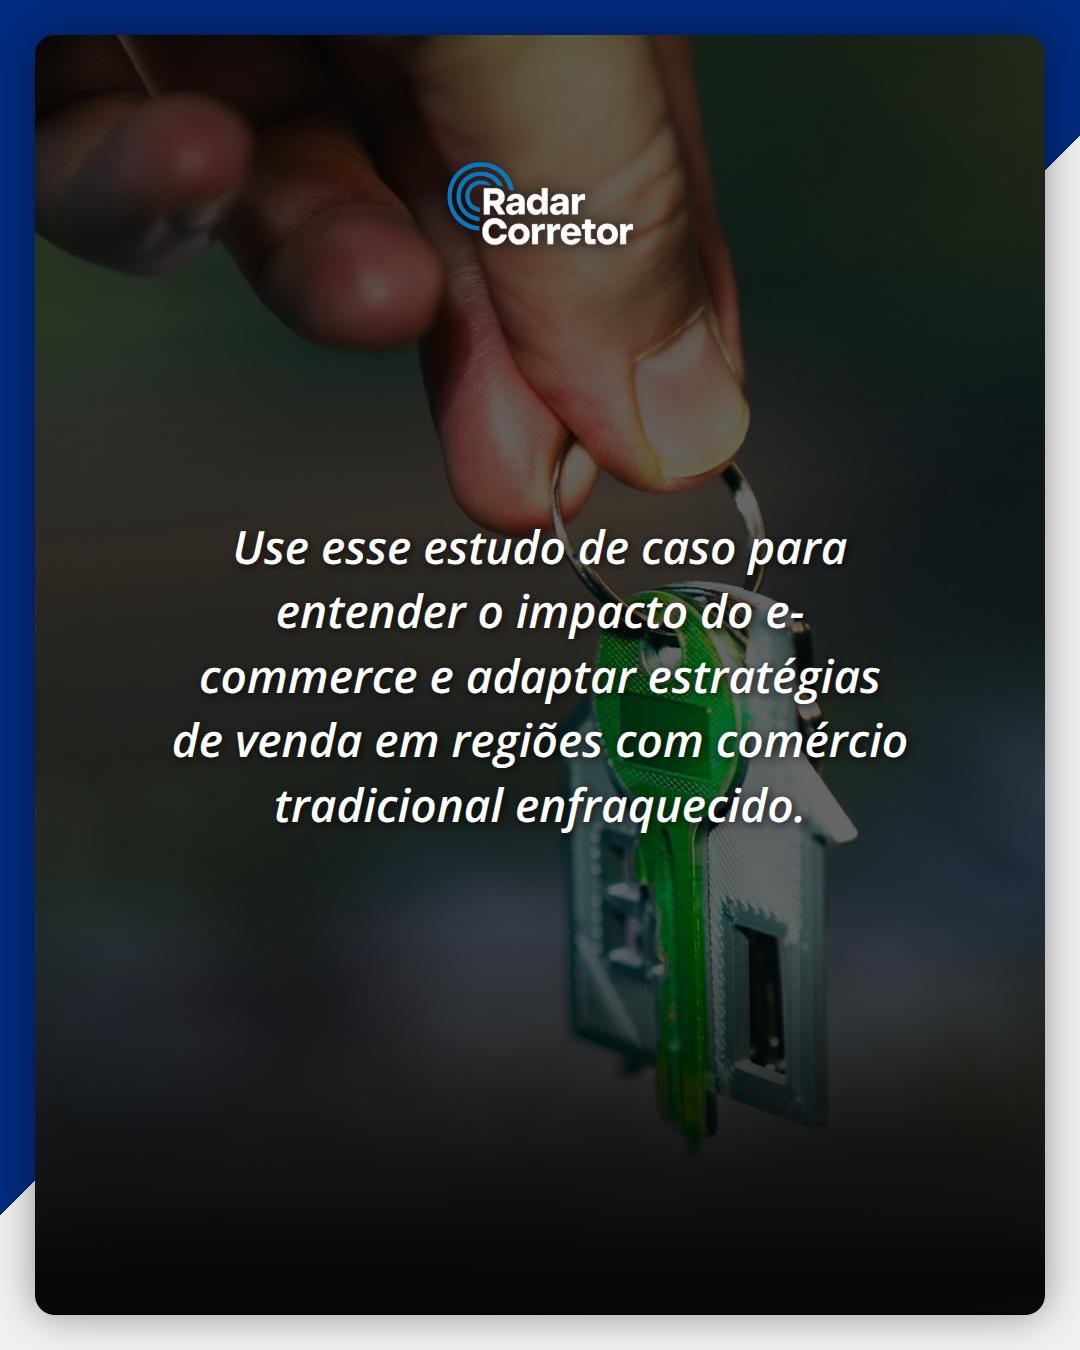 Radar
Corretor
Use esse estudo de caso para
entender o impacto do e-
commerce e adaptar estratégias
de venda em regiões com comércio
tradicional enfraquecido.